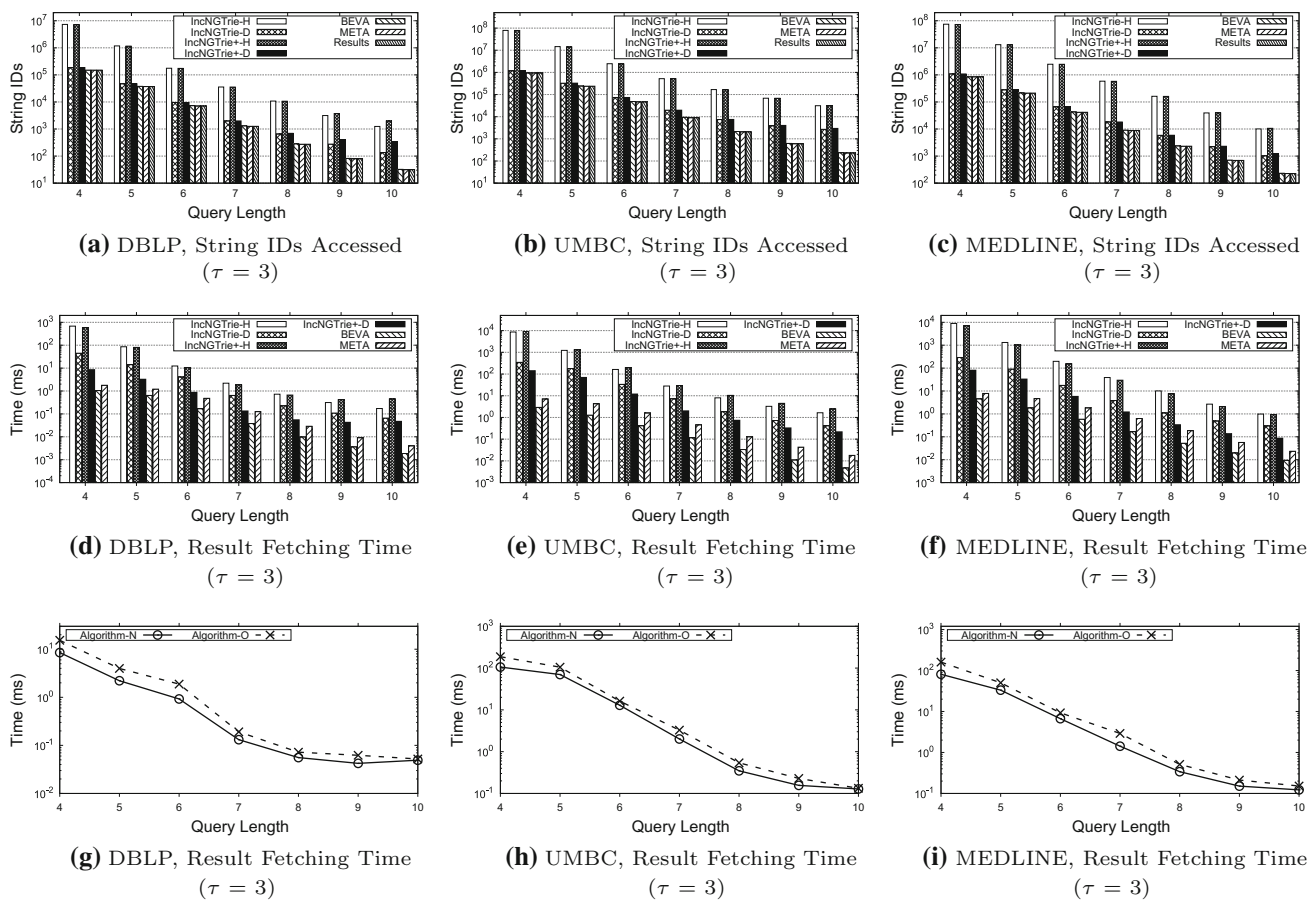 String IDs
10^7
10^6
10^5
10^4
10^3
10^2
10^1
IncNGTrie-H
IncNGTrie-D
IncNGTrie+-H
IncNGTrie+-D
BEVA
META
Results
4 5 6 7 8 9 10
Query Length
(a) DBLP, String IDs Accessed
(τ = 3)
String IDs
10^8
10^7
10^6
10^5
10^4
10^3
10^2
10^1
IncNGTrie-H
IncNGTrie-D
IncNGTrie+-H
IncNGTrie+-D
BEVA
META
Results
4 5 6 7 8 9 10
Query Length
(b) UMBC, String IDs Accessed
(τ = 3)
String IDs
10^8
10^7
10^6
10^5
10^4
10^3
10^2
IncNGTrie-H
IncNGTrie-D
IncNGTrie+-H
IncNGTrie+-D
BEVA
META
Results
4 5 6 7 8 9 10
Query Length
(c) MEDLINE, String IDs Accessed
(τ = 3)
Time (ms)
10^3
10^2
10^1
10^0
10^-1
10^-2
10^-3
10^-4
IncNGTrie-H
IncNGTrie-D
IncNGTrie+-H
IncNGTrie+-D
BEVA
META
4 5 6 7 8 9 10
Query Length
(d) DBLP, Result Fetching Time
(τ = 3)
Time (ms)
10^4
10^3
10^2
10^1
10^0
10^-1
10^-2
10^-3
IncNGTrie-H
IncNGTrie-D
IncNGTrie+-H
IncNGTrie+-D
BEVA
META
4 5 6 7 8 9 10
Query Length
(e) UMBC, Result Fetching Time
(τ = 3)
Time (ms)
10^4
10^3
10^2
10^1
10^0
10^-1
10^-2
10^-3
IncNGTrie-H
IncNGTrie-D
IncNGTrie+-H
IncNGTrie+-D
BEVA
META
4 5 6 7 8 9 10
Query Length
(f) MEDLINE, Result Fetching Time
(τ = 3)
Time (ms)
10^1
10^0
10^-1
10^-2
Algorithm-N Algorithm-O
4 5 6 7 8 9 10
Query Length
(g) DBLP, Result Fetching Time
(τ = 3)
Time (ms)
10^3
10^2
10^1
10^0
10^-1
Algorithm-N Algorithm-O
4 5 6 7 8 9 10
Query Length
(h) UMBC, Result Fetching Time
(τ = 3)
Time (ms)
10^3
10^2
10^1
10^0
10^-1
Algorithm-N Algorithm-O
4 5 6 7 8 9 10
Query Length
(i) MEDLINE, Result Fetching Time
(τ = 3)